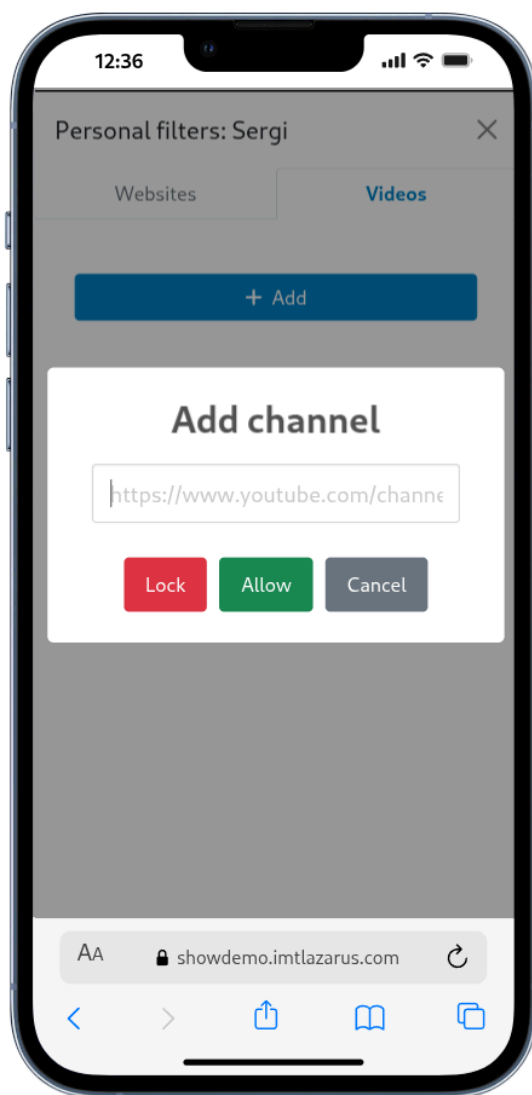 12:36
Personal filters: Sergi
Websites Videos
+ Add
Add channel
https://www.youtube.com/channe
Lock Allow Cancel
AA showdemo.imtlazarus.com